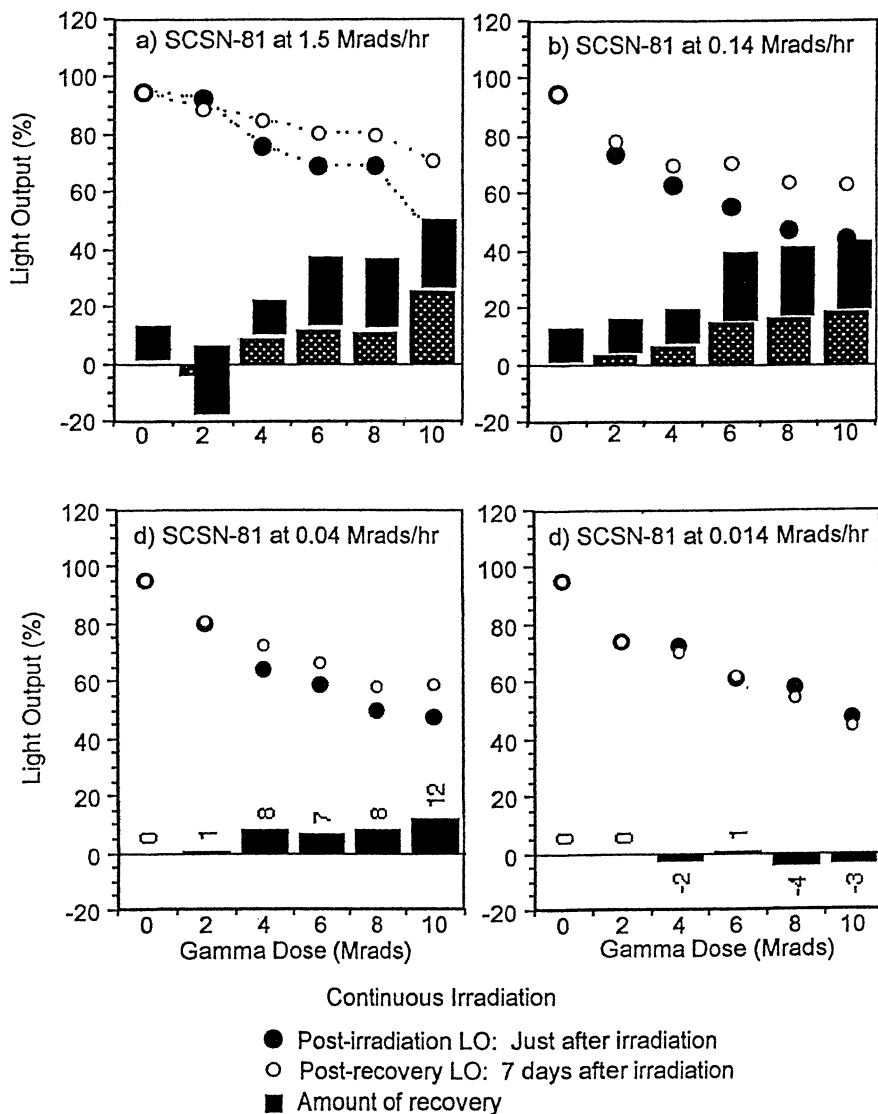 a) SCSN-81 at 1.5 Mrads/hr
120
100
80
60
40
20
0
-20
Light Output (%)
0 2 4 6 8 10
b) SCSN-81 at 0.14 Mrads/hr
120
100
80
60
40
20
0
-20
0 2 4 6 8 10
d) SCSN-81 at 0.04 Mrads/hr
120
100
80
60
40
20
0
-20
Light Output (%)
0 1 8 7 8 12
0 2 4 6 8 10
Gamma Dose (Mrads)
d) SCSN-81 at 0.014 Mrads/hr
120
100
80
60
40
20
0
-20
0 0 -2 1 -4 -3
0 2 4 6 8 10
Gamma Dose (Mrads)
Continuous Irradiation
Post-irradiation LO: Just after irradiation
Post-recovery LO: 7 days after irradiation
Amount of recovery